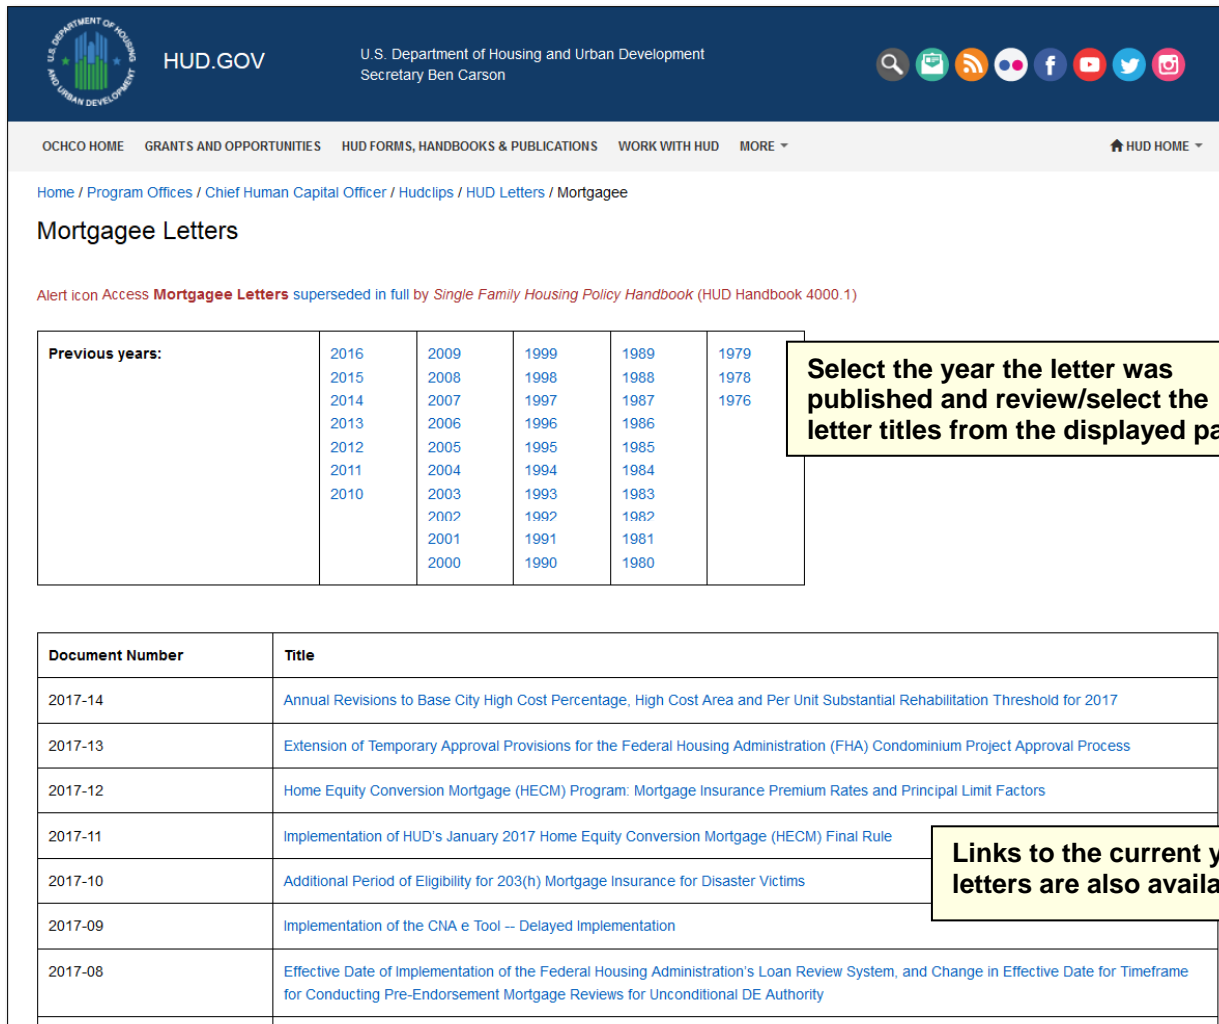 U.S. DEPARTMENT OF HOUSING AND URBAN DEVELOPMENT
HUD.GOV
U.S. Department of Housing and Urban Development
Secretary Ben Carson
OCHCO HOME GRANTS AND OPPORTUNITIES HUD FORMS, HANDBOOKS & PUBLICATIONS WORK WITH HUD MORE HUD HOME
Home / Program Offices / Chief Human Capital Officer / Hudclips / HUD Letters / Mortgagee
Mortgagee Letters
Alert icon Access Mortgagee Letters superseded in full by Single Family Housing Policy Handbook (HUD Handbook 4000.1)
Previous years: 2016 2009 1999 1989 1979
2015 2008 1998 1988 1978
2014 2007 1997 1987 1976
2013 2006 1996 1986
2012 2005 1995 1985
2011 2004 1994 1984
2010 2003 1993 1983
2002 1992 1982
2001 1991 1981
2000 1990 1980
Select the year the letter was
published and review/select the
letter titles from the displayed pa
Document Number Title
2017-14 Annual Revisions to Base City High Cost Percentage, High Cost Area and Per Unit Substantial Rehabilitation Threshold for 2017
2017-13 Extension of Temporary Approval Provisions for the Federal Housing Administration (FHA) Condominium Project Approval Process
2017-12 Home Equity Conversion Mortgage (HECM) Program: Mortgage Insurance Premium Rates and Principal Limit Factors
2017-11 Implementation of HUD's January 2017 Home Equity Conversion Mortgage (HECM) Final Rule
2017-10 Additional Period of Eligibility for 203(h) Mortgage Insurance for Disaster Victims
Links to the current y
letters are also availa
2017-09 Implementation of the CNA e Tool -- Delayed Implementation
2017-08 Effective Date of Implementation of the Federal Housing Administration's Loan Review System, and Change in Effective Date for Timeframe
for Conducting Pre-Endorsement Mortgage Reviews for Unconditional DE Authority